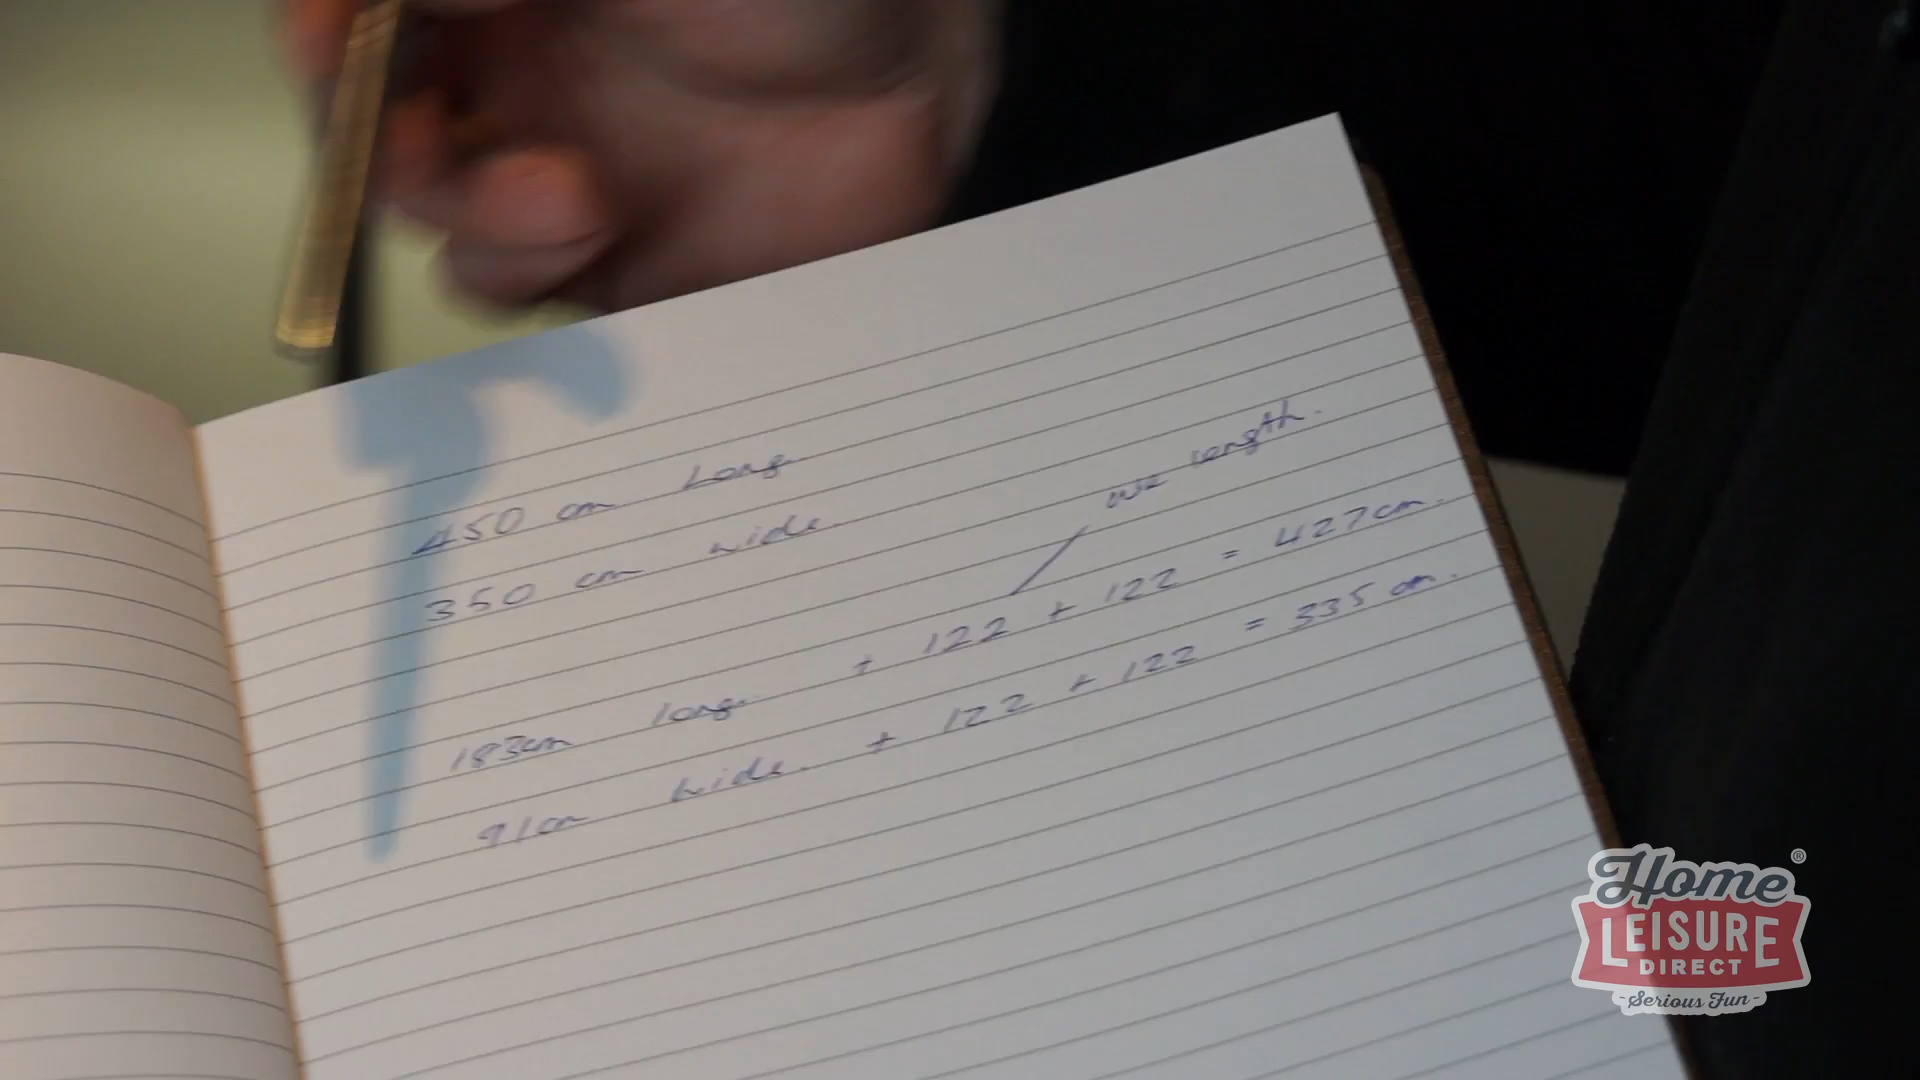 450 cm Long.
350 cm wide.
cue length.
183cm long. + 122 + 122 = 427cm.
91cm wide. + 122 + 122 = 335 cm.
Home ®
LEISURE
DIRECT
-Serious Fun-